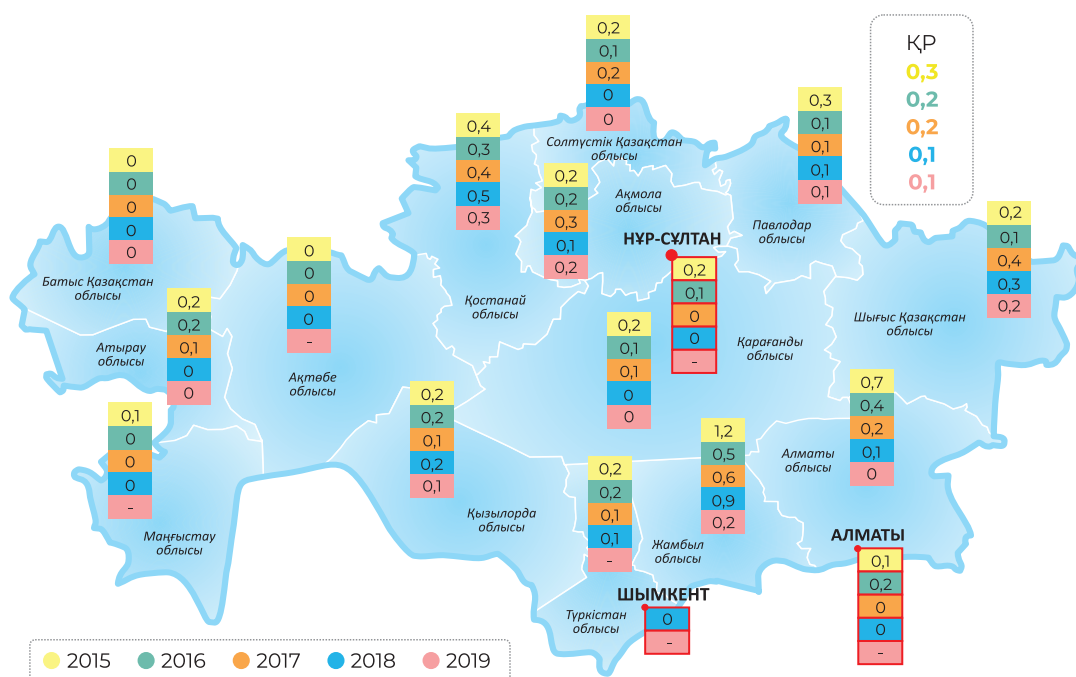 0,2
0,1
0,2
0
0
Солтүстік Қазақстан
облысы
ҚР
0,3
0,2
0,2
0,1
0,1
0,3
0,1
0,1
0,1
0,1
Павлодар
облысы
0,4
0,3
0,4
0,5
0,3
Қостанай
облысы
0,2
0,2
0,3
0,1
0,2
Ақмола
облысы
НҰР-СҰЛТАН
0,2
0,1
0
0
-
0
0
0
0
0
Батыс Қазақстан
облысы
0
0
0
0
-
Ақтөбе
облысы
0,2
0,1
0,4
0,3
0,2
Шығыс Қазақстан
облысы
0,2
0,2
0,1
0
0
Атырау
облысы
0,2
0,1
0,1
0
0
Қарағанды
облысы
0,1
0
0
0
-
Маңғыстау
облысы
0,2
0,2
0,1
0,2
0,1
Қызылорда
облысы
0,7
0,4
0,2
0,1
0
Алматы
облысы
1,2
0,5
0,6
0,9
0,2
Жамбыл
облысы
0,2
0,2
0,1
0,1
-
Түркістан
облысы
ШЫМКЕНТ
0
-
АЛМАТЫ
0,1
0,2
0
0
-
2015 2016 2017 2018 2019